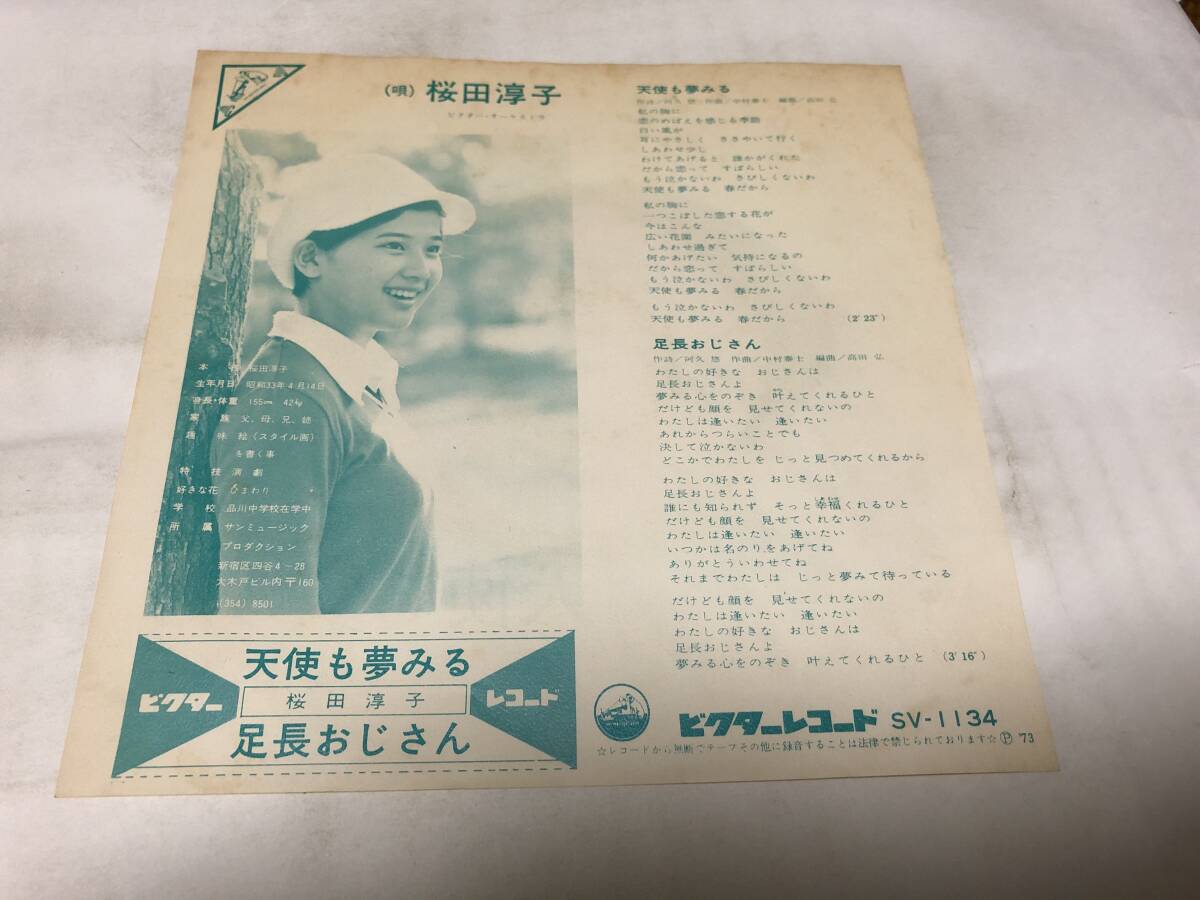 (唄) 桜田淳子
ビクター・オーケストラ
本 名 桜田淳子
生年月日 昭和33年4月14日
身長・体重 155cm 42kg
家 族 父、母、兄、姉
趣 味 絵(スタイル画)
を書く事
特 技 演劇
好きな花 ひまわり
学 校 品川中学校在学中
所 属 サンミュージック
プロダクション
新宿区四谷4-28
大木戸ビル内〒160
(354) 8501
天使も夢みる
桜田淳子
足長おじさん
ビクター レコード
天使も夢みる
作詩/阿久 悠 作曲/中村泰士 編曲/高田 弘
私の胸に
恋のめばえを感じる季節
白い風が
耳にやさしく ささやいて行く
しあわせ少し
わけてあげると 誰かがくれた
だから恋って すばらしい
もう泣かないわ さびしくないわ
天使も夢みる 春だから
私の胸に
一つこぼした恋する花が
今はこんな
広い花園 みたいになった
しあわせ過ぎて
何かあげたい 気持になるの
だから恋って すばらしい
もう泣かないわ さびしくないわ
天使も夢みる 春だから
もう泣かないわ さびしくないわ
天使も夢みる 春だから (2'23")
足長おじさん
作詩/阿久 悠 作曲/中村泰士 編曲/高田 弘
わたしの好きな おじさんは
足長おじさんよ
夢みる心をのぞき 叶えてくれるひと
だけども顔を 見せてくれないの
わたしは逢いたい 逢いたい
あれからつらいことでも
決して泣かないわ
どこかでわたしを じっと見つめてくれるから
わたしの好きな おじさんは
足長おじさんよ
誰にも知られず そっと幸福くれるひと
だけども顔を 見せてくれないの
わたしは逢いたい 逢いたい
いつかは名のりをあげてね
ありがとういわせてね
それまでわたしは じっと夢みて待っている
だけども顔を 見せてくれないの
わたしは逢いたい 逢いたい
わたしの好きな おじさんは
足長おじさんよ
夢みる心をのぞき 叶えてくれるひと (3'16")
ビクターレコード SV-1134
☆レコードから無断でテープその他に録音することは法律で禁じられております☆ Ⓟ 73